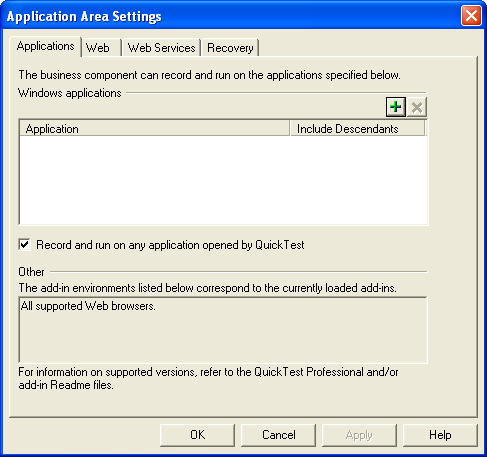 Application Area Settings
Applications Web Web Services Recovery
The business component can record and run on the applications specified below.
Windows applications
Application Include Descendants
Record and run on any application opened by QuickTest
Other
The add-in environments listed below correspond to the currently loaded add-ins.
All supported Web browsers.
For information on supported versions, refer to the QuickTest Professional and/or
add-in Readme files.
OK Cancel Apply Help